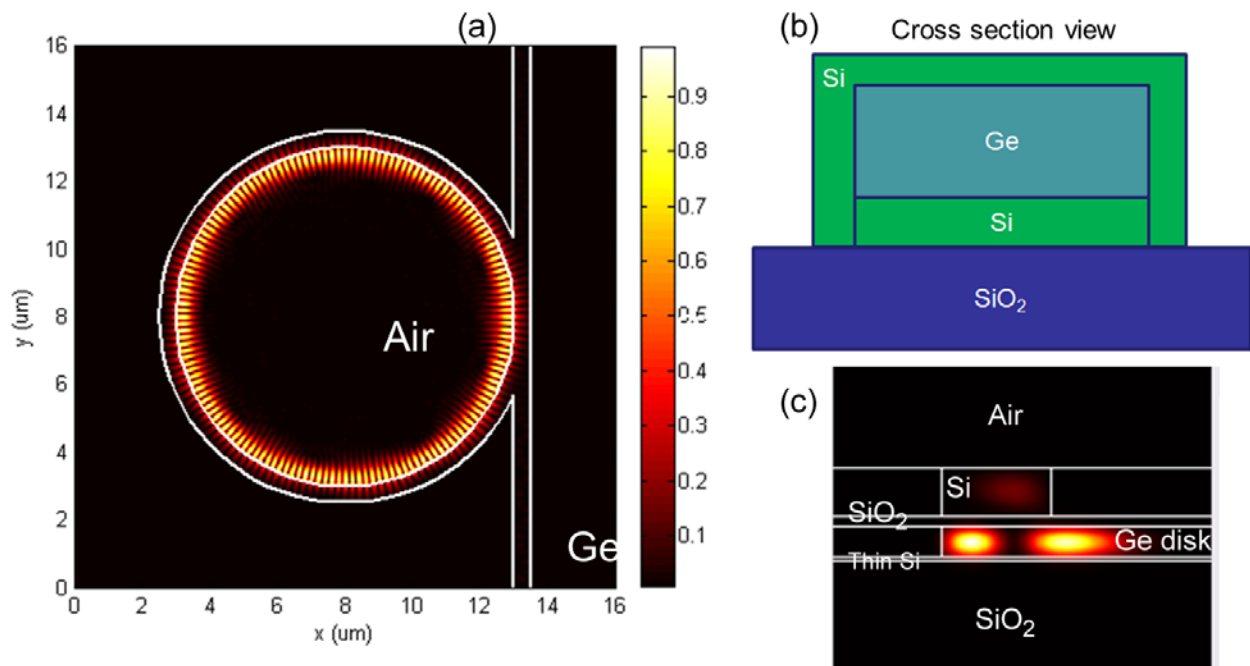 (a)
16
14
12
10
8
6
4
2
0
y (um)
0 2 4 6 8 10 12 14 16
x (um)
Air
Ge
0.9
0.8
0.7
0.6
0.5
0.4
0.3
0.2
0.1
(b)
Cross section view
Si
Ge
Si
SiO2
(c)
Air
Si
SiO2
Ge disk
Thin Si
SiO2